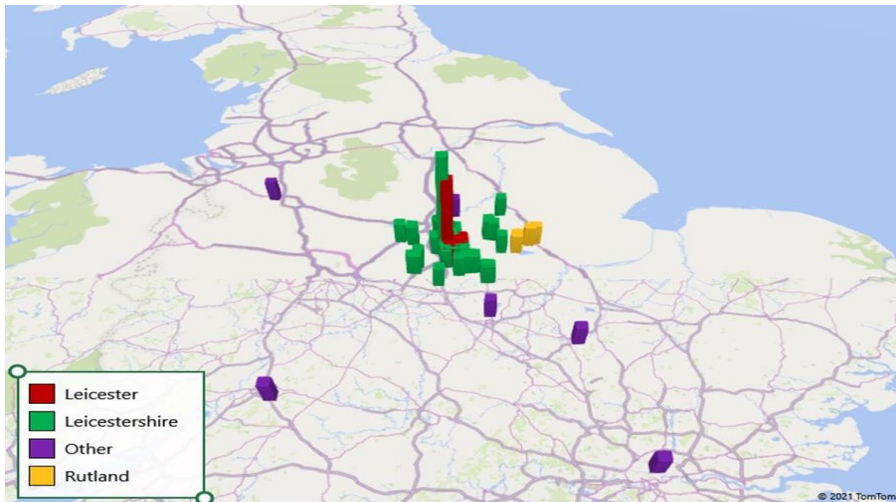 Leicester
Leicestershire
Other
Rutland
© 2021 TomTom